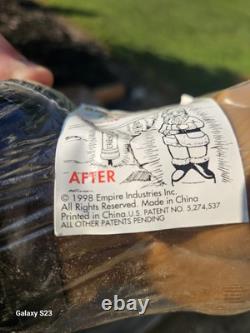 AFTER
© 1998 Empire Industries Inc.
All Rights Reserved. Made in China
Printed in China. U.S. PATENT NO. 5,274,537
ALL OTHER PATENTS PENDING
Galaxy S23